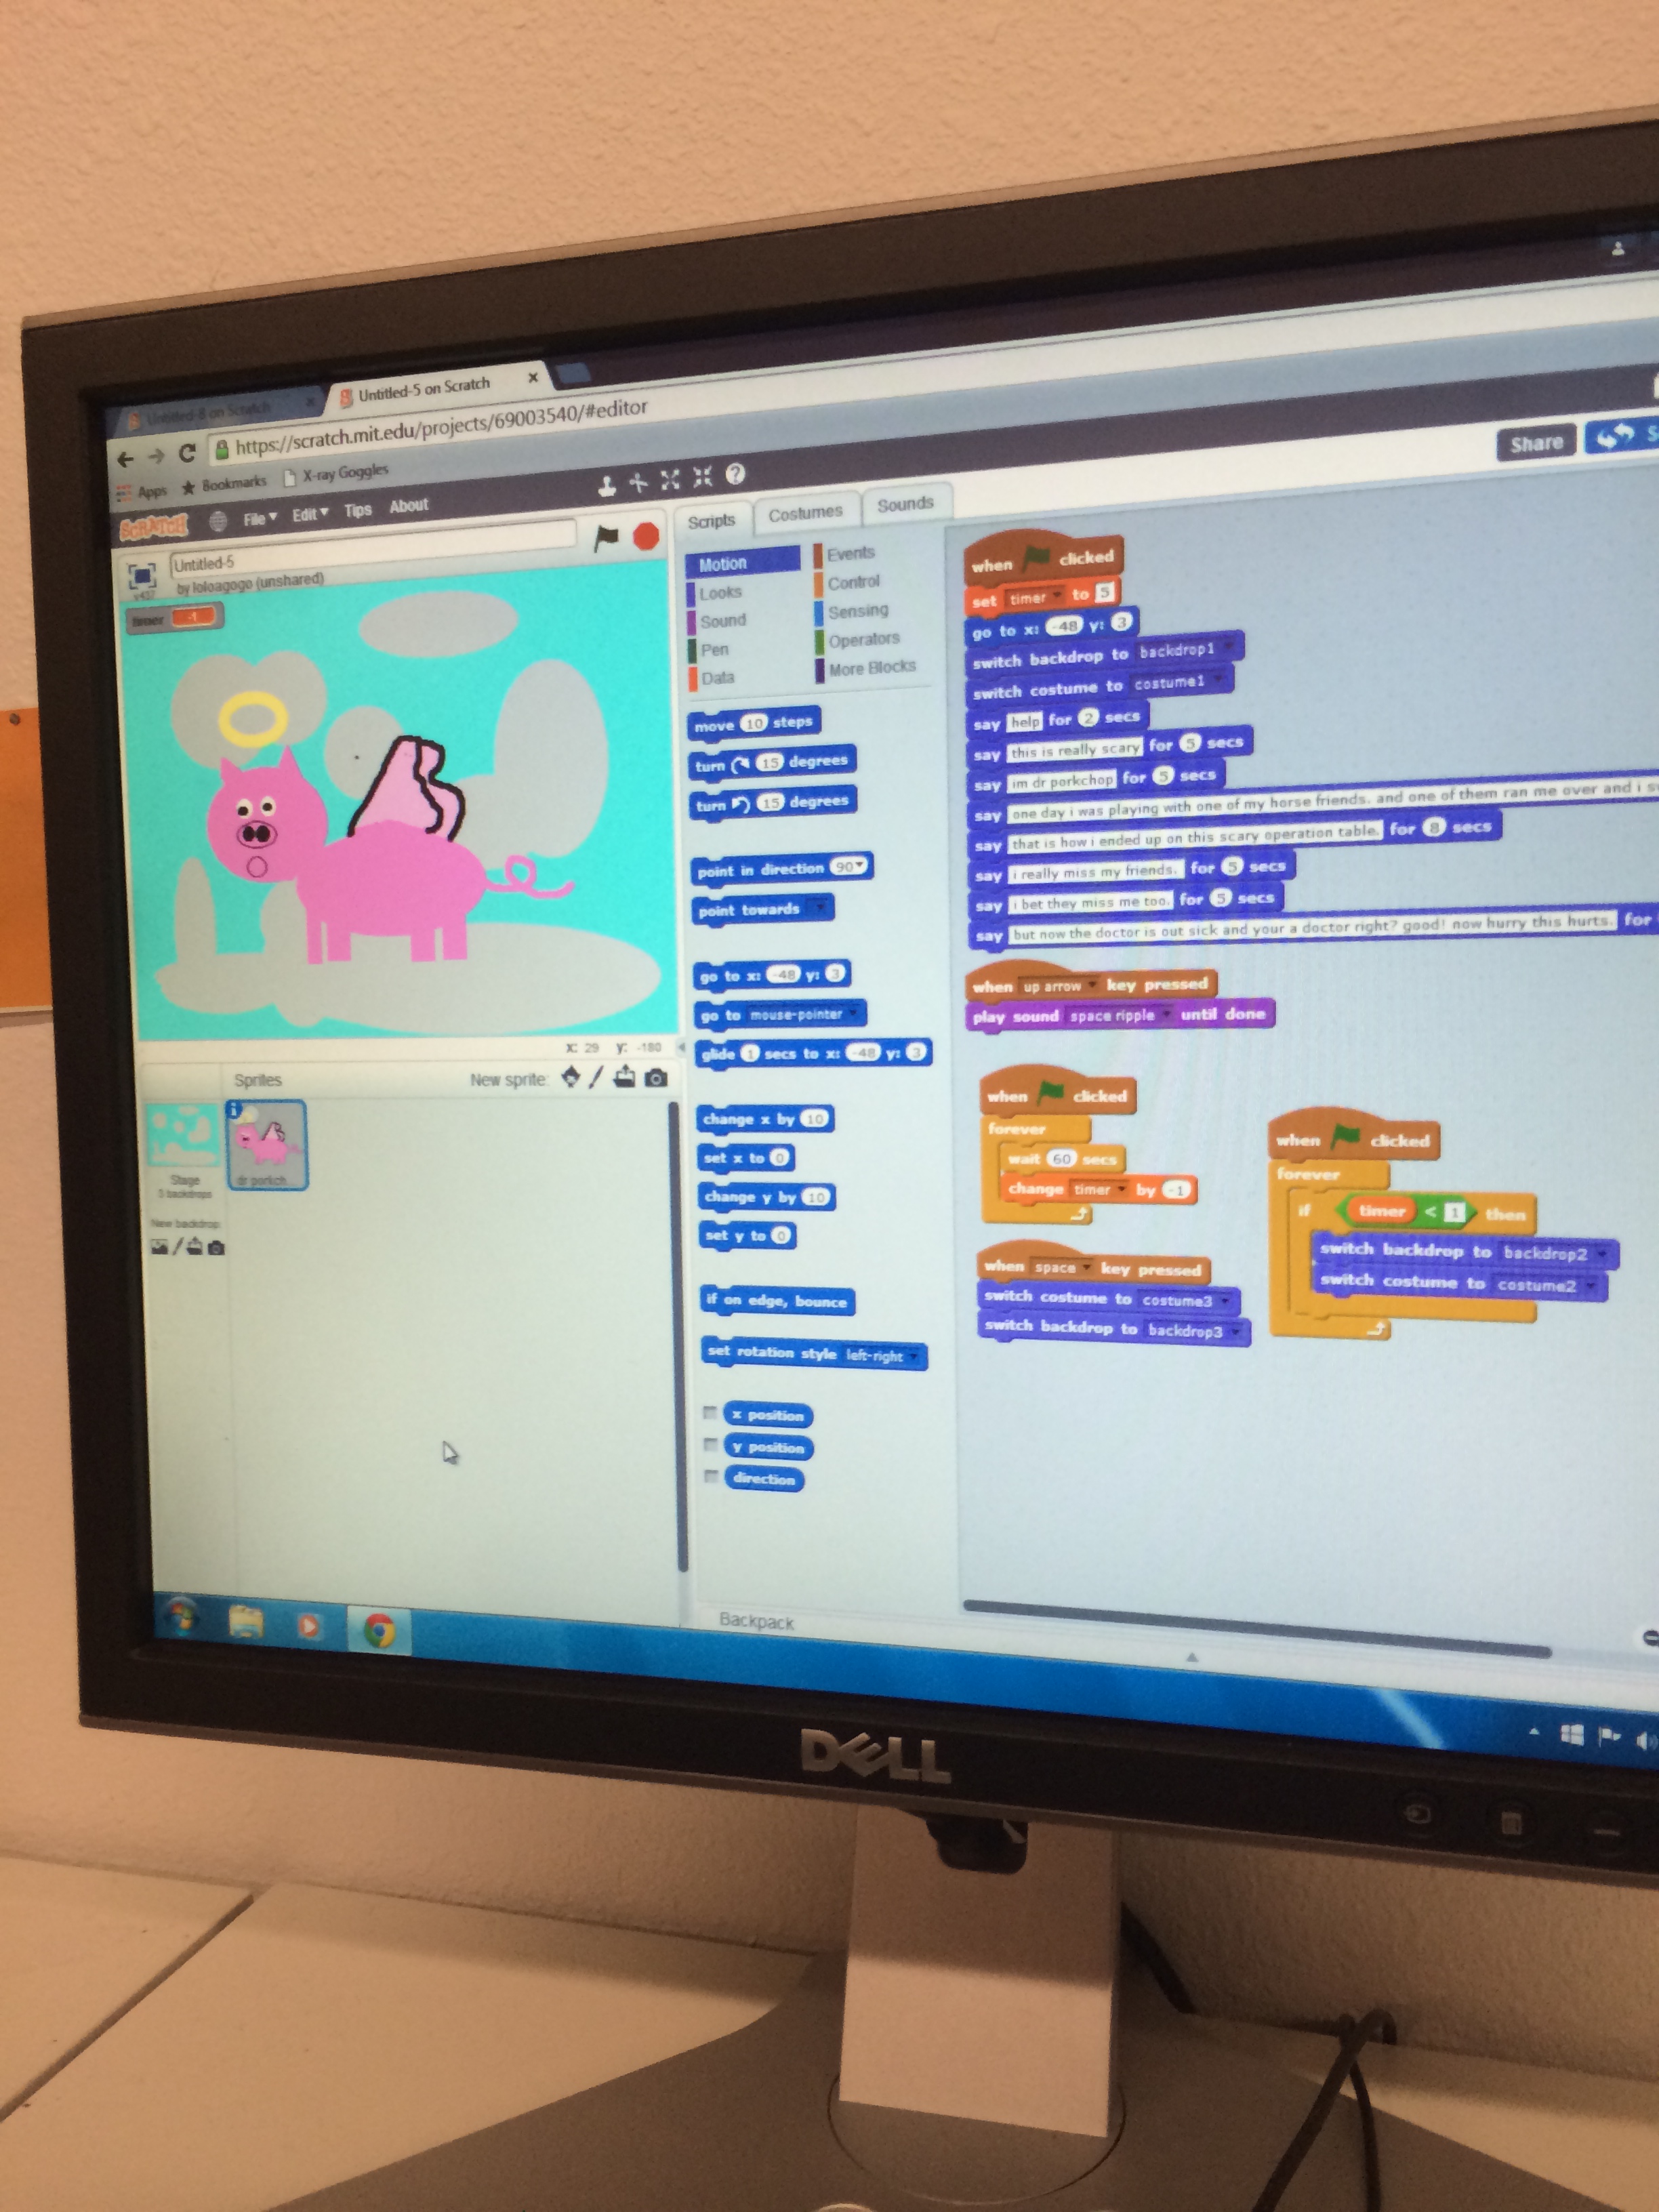 Untitled-8 on Scratch
Untitled-5 on Scratch
https://scratch.mit.edu/projects/69003540/#editor
Apps Bookmarks X-ray Goggles
SCRATCH File Edit Tips About
Share
Untitled-5
by loloagogo (unshared)
v437
timer -1
x: 29 y: -180
Sprites New sprite:
Stage
5 backdrops
New backdrop:
dr porkch...
Scripts Costumes Sounds
Motion Events
Looks Control
Sound Sensing
Pen Operators
Data More Blocks
move 10 steps
turn 15 degrees
turn 15 degrees
point in direction 90
point towards
go to x: -48 y: 3
go to mouse-pointer
glide 1 secs to x: -48 y: 3
change x by 10
set x to 0
change y by 10
set y to 0
if on edge, bounce
set rotation style left-right
x position
y position
direction
when clicked
set timer to 5
go to x: -48 y: 3
switch backdrop to backdrop1
switch costume to costume1
say help for 2 secs
say this is really scary for 5 secs
say im dr porkchop for 5 secs
say one day i was playing with one of my horse friends. and one of them ran me over and i
say that is how i ended up on this scary operation table. for 8 secs
say i really miss my friends. for 5 secs
say i bet they miss me too. for 5 secs
say but now the doctor is out sick and your a doctor right? good! now hurry this hurts. for
when up arrow key pressed
play sound space ripple until done
when clicked
forever
wait 60 secs
change timer by -1
when space key pressed
switch costume to costume3
switch backdrop to backdrop3
when clicked
forever
if timer < 1 then
switch backdrop to backdrop2
switch costume to costume2
Backpack
DELL